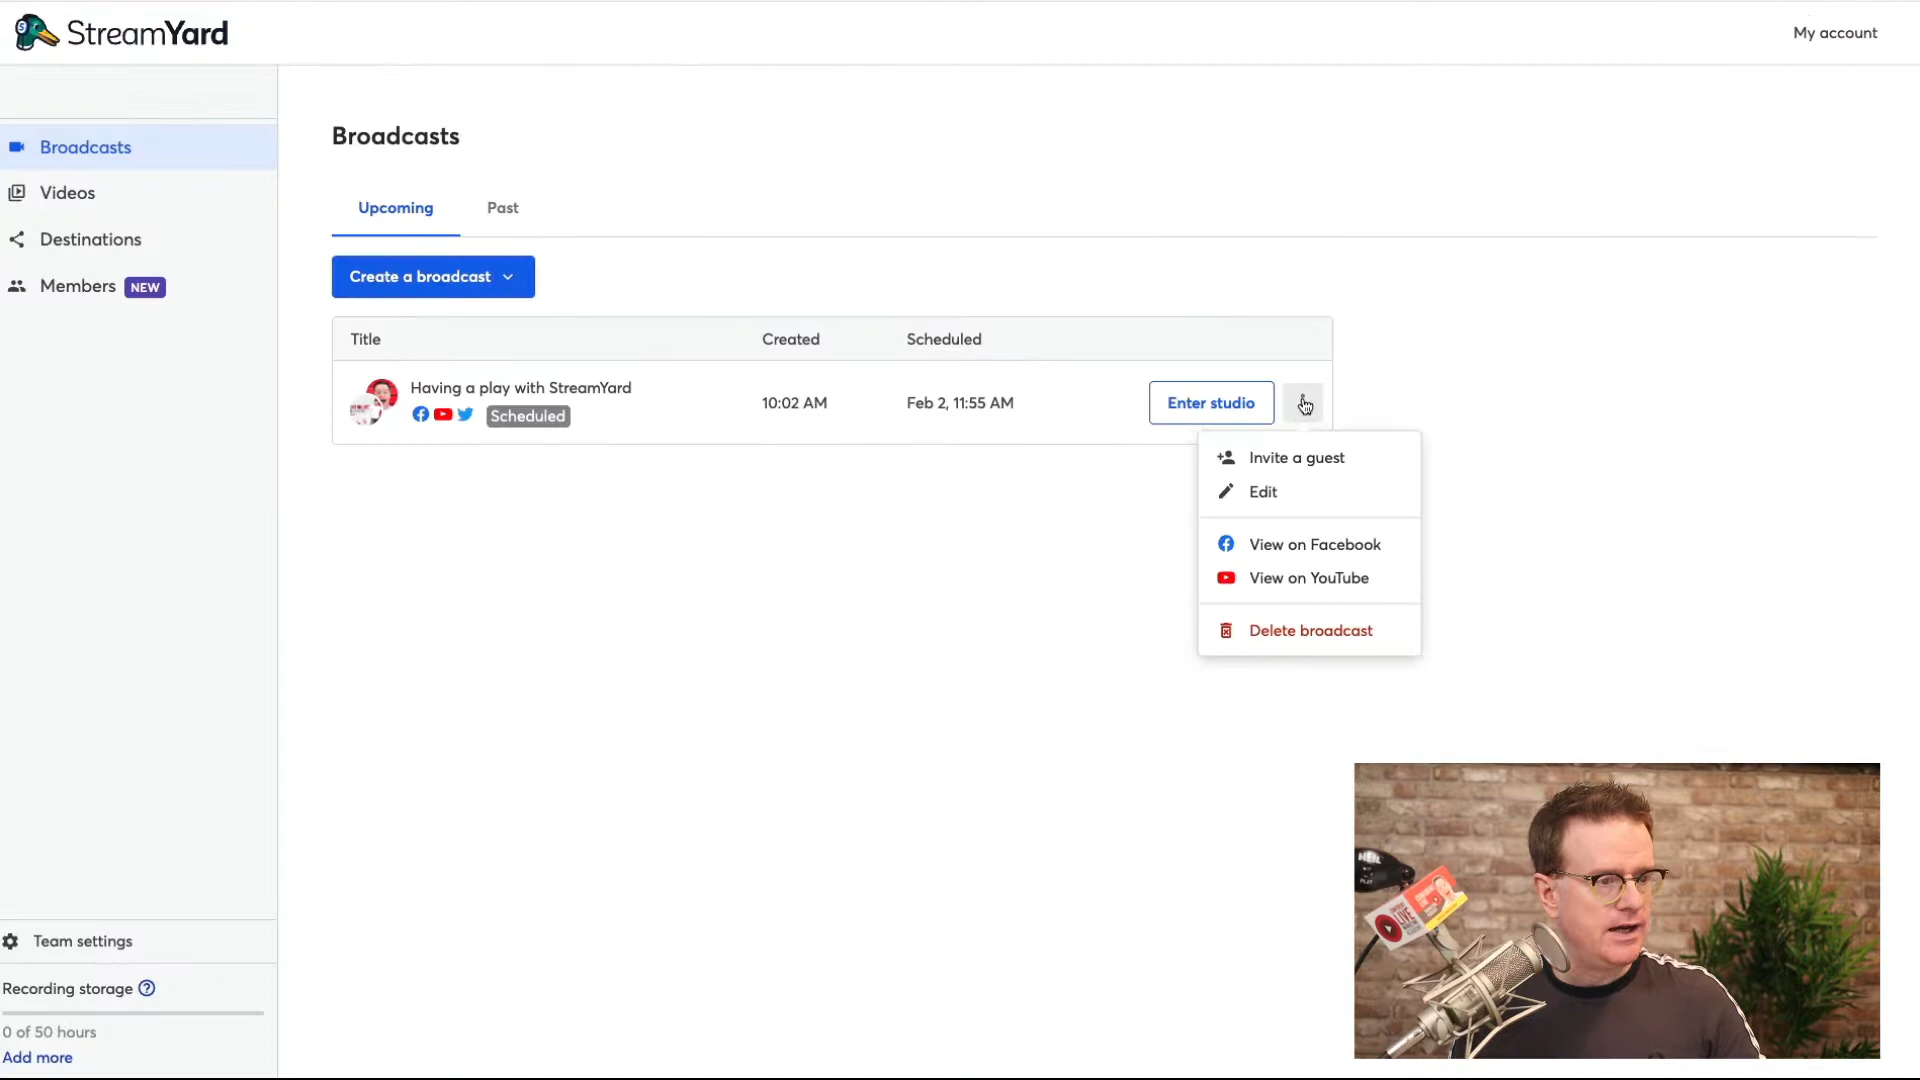 StreamYard
My account
Broadcasts
Videos
Destinations
Members NEW
Broadcasts
Upcoming Past
Create a broadcast
Title Created Scheduled
Having a play with StreamYard
Scheduled
10:02 AM Feb 2, 11:55 AM Enter studio
Invite a guest
Edit
View on Facebook
View on YouTube
Delete broadcast
Team settings
Recording storage
0 of 50 hours
Add more
LIVE